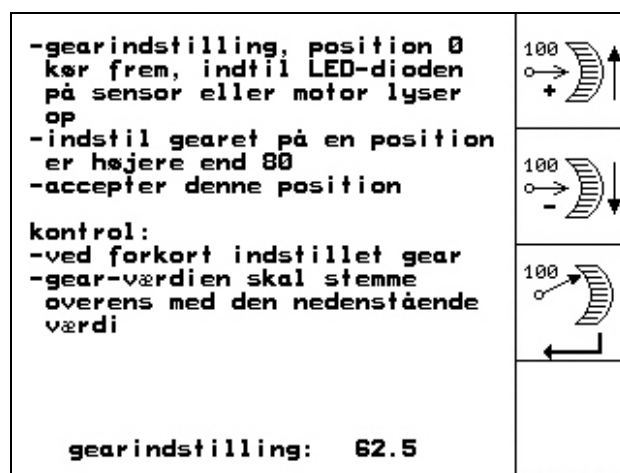 -gearindstilling, position 0
kør frem, indtil LED-dioden
på sensor eller motor lyser
op
-indstil gearet på en position
er højere end 80
-accepter denne position
kontrol:
-ved forkort indstillet gear
-gear-værdien skal stemme
overens med den nedenstående
værdi
gearindstilling: 62.5
100
+
100
-
100